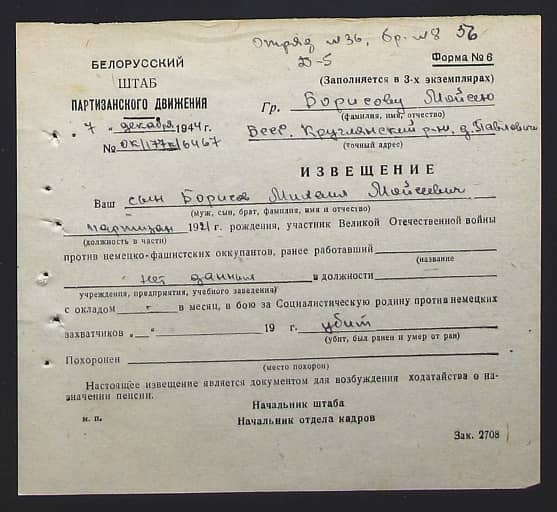 Отряд №36, бр. №8 56
Д-5
БЕЛОРУССКИЙ
ШТАБ
ПАРТИЗАНСКОГО ДВИЖЕНИЯ
„7" декабря 1944 г.
№ ОК/177к/6467
Форма № 6
(Заполняется в 3-х экземплярах)
Гр. Борисову Мойсею
(фамилия, имя, отчество)
БССР, Круглянский р-н, д. Павлович
(точный адрес)
ИЗВЕЩЕНИЕ
Ваш сын Борисов Михаил Мойсеевич
(муж, сын, брат, фамилия, имя и отчество)
партизан 1921 г. рождения, участник Великой Отечественной войны
(должность в части)
против немецко-фашистских оккупантов, ранее работавший
(название
нет данных в должности
учреждения, предприятия, учебного заведения)
с окладом в месяц, в бою за Социалистическую родину против немецких
захватчиков „ " 19 г. убит
(убит, был ранен и умер от ран)
Похоронен
(место похорон)
Настоящее извещение является документом для возбуждения ходатайства о на-
значении пенсии.
Начальник штаба
м. п.
Начальник отдела кадров
Зак. 2708